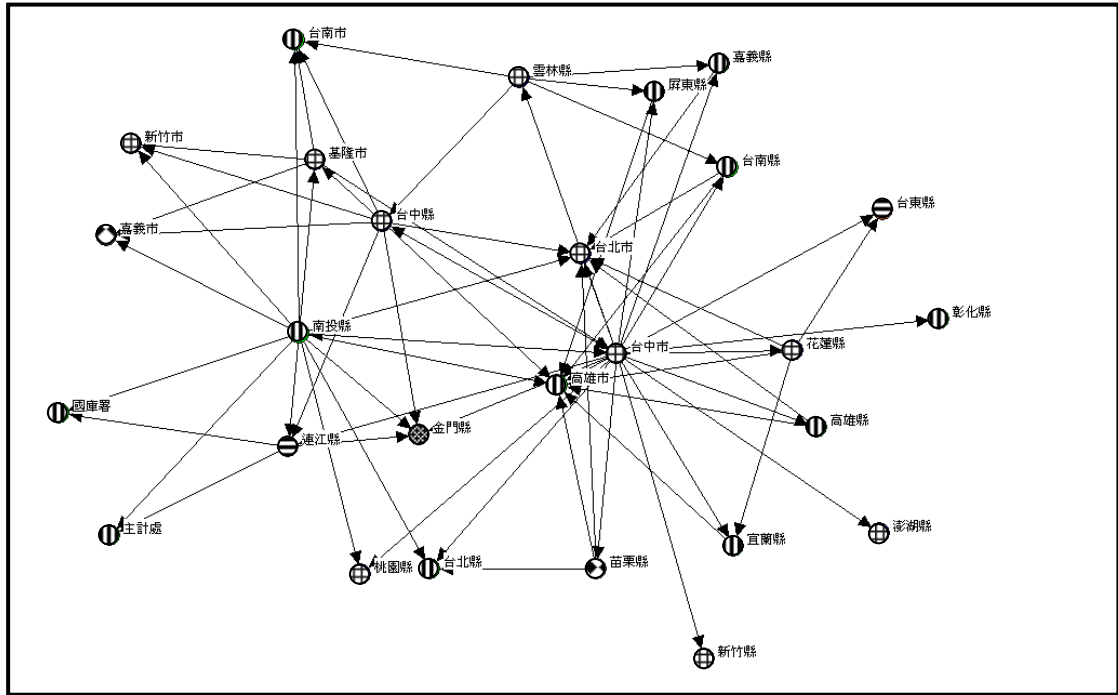 台南市
雲林縣
嘉義縣
屏東縣
新竹市
基隆市
台南縣
台東縣
台中縣
嘉義市
台北市
彰化縣
南投縣
台中市
花蓮縣
高雄市
國庫署
高雄縣
金門縣
連江縣
主計處
澎湖縣
宜蘭縣
桃園縣
台北縣
苗栗縣
新竹縣